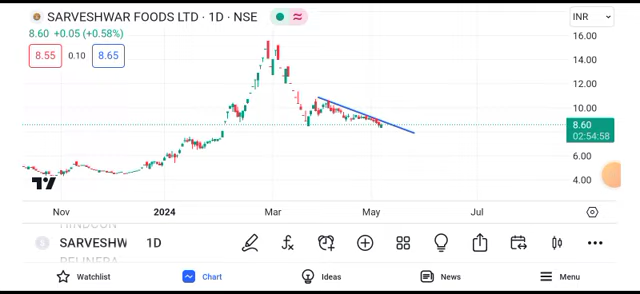 SARVESHWAR FOODS LTD · 1D · NSE
INR
8.60 +0.05 (+0.58%)
8.55 0.10 8.65
16.00
14.00
12.00
10.00
8.60
02:54:58
6.00
4.00
Nov 2024 Mar May Jul
HINDCON
SARVESHW 1D
Watchlist Chart Ideas News Menu